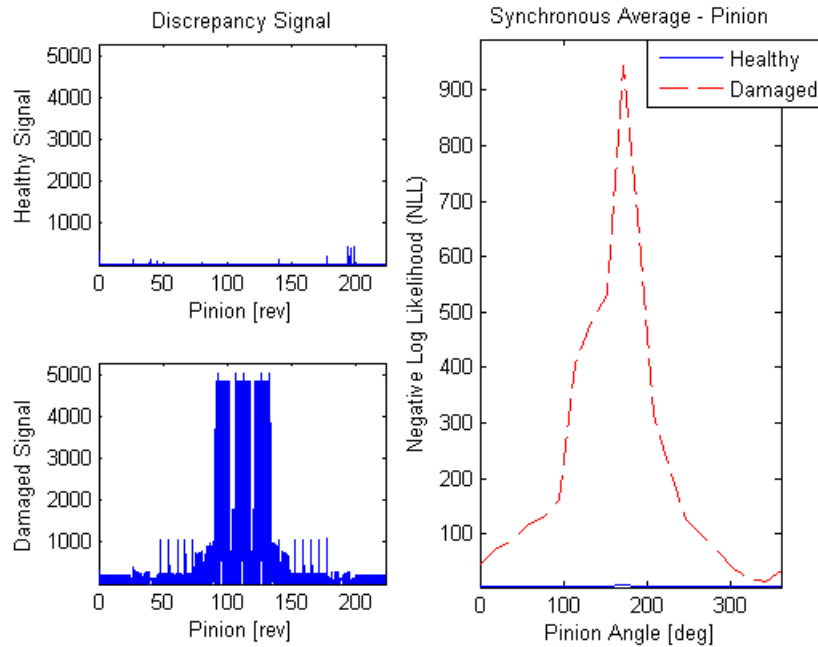 Discrepancy Signal
Healthy Signal
5000
4000
3000
2000
1000
0 50 100 150 200
Pinion [rev]
Damaged Signal
5000
4000
3000
2000
1000
0 50 100 150 200
Pinion [rev]
Synchronous Average - Pinion
Healthy
Damaged
Negative Log Likelihood (NLL)
900
800
700
600
500
400
300
200
100
0 100 200 300
Pinion Angle [deg]